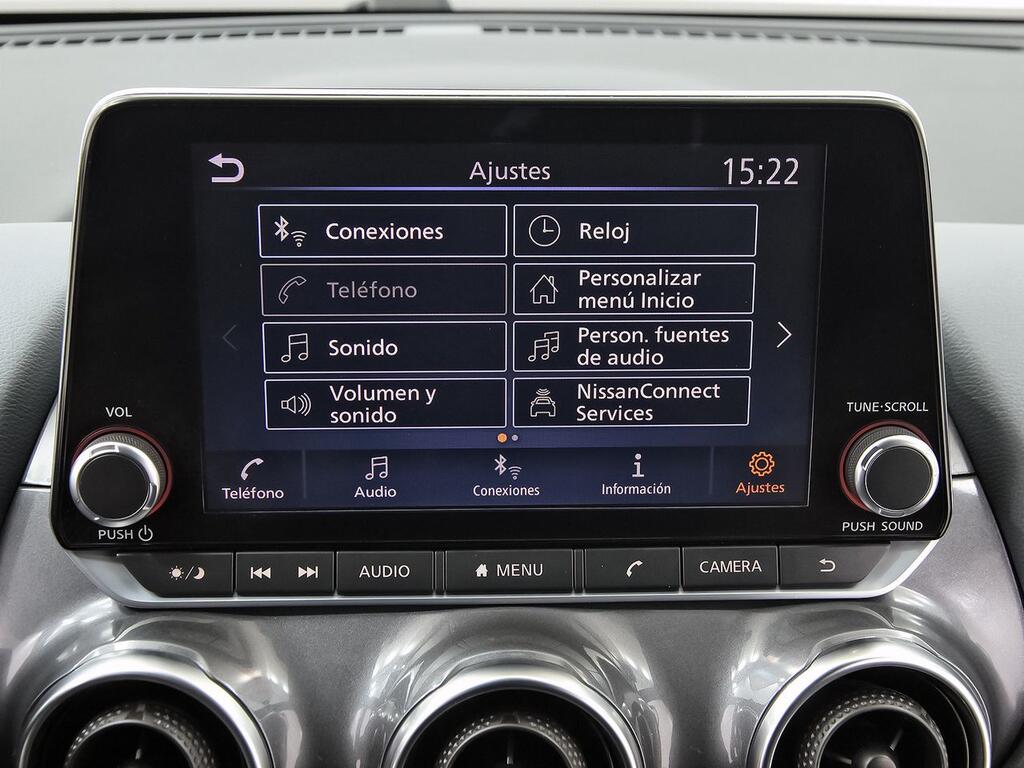 Ajustes
15:22
Conexiones
Reloj
Teléfono
Personalizar
menú Inicio
Sonido
Person. fuentes
de audio
Volumen y
sonido
NissanConnect
Services
Teléfono
Audio
Conexiones
Información
Ajustes
VOL
PUSH
TUNE·SCROLL
PUSH SOUND
AUDIO
MENU
CAMERA